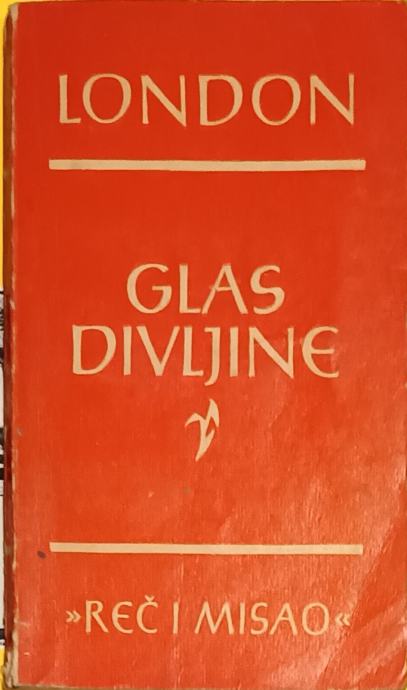 LONDON
GLAS
DIVLJINE
»REČ I MISAO«